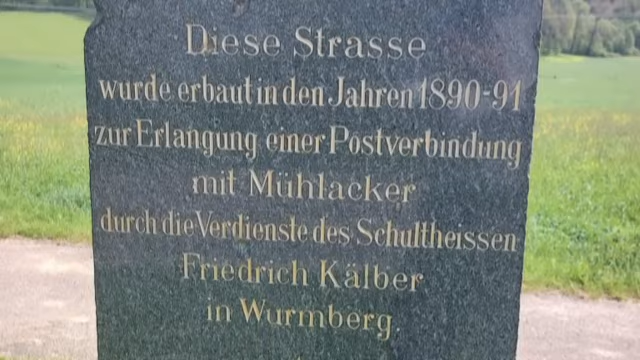 Diese Strasse
wurde erbaut in den Jahren 1890-91
zur Erlangung einer Postverbindung
mit Mühlacker
durch die Verdienste des Schultheissen
Friedrich Kälber
in Wurmberg.